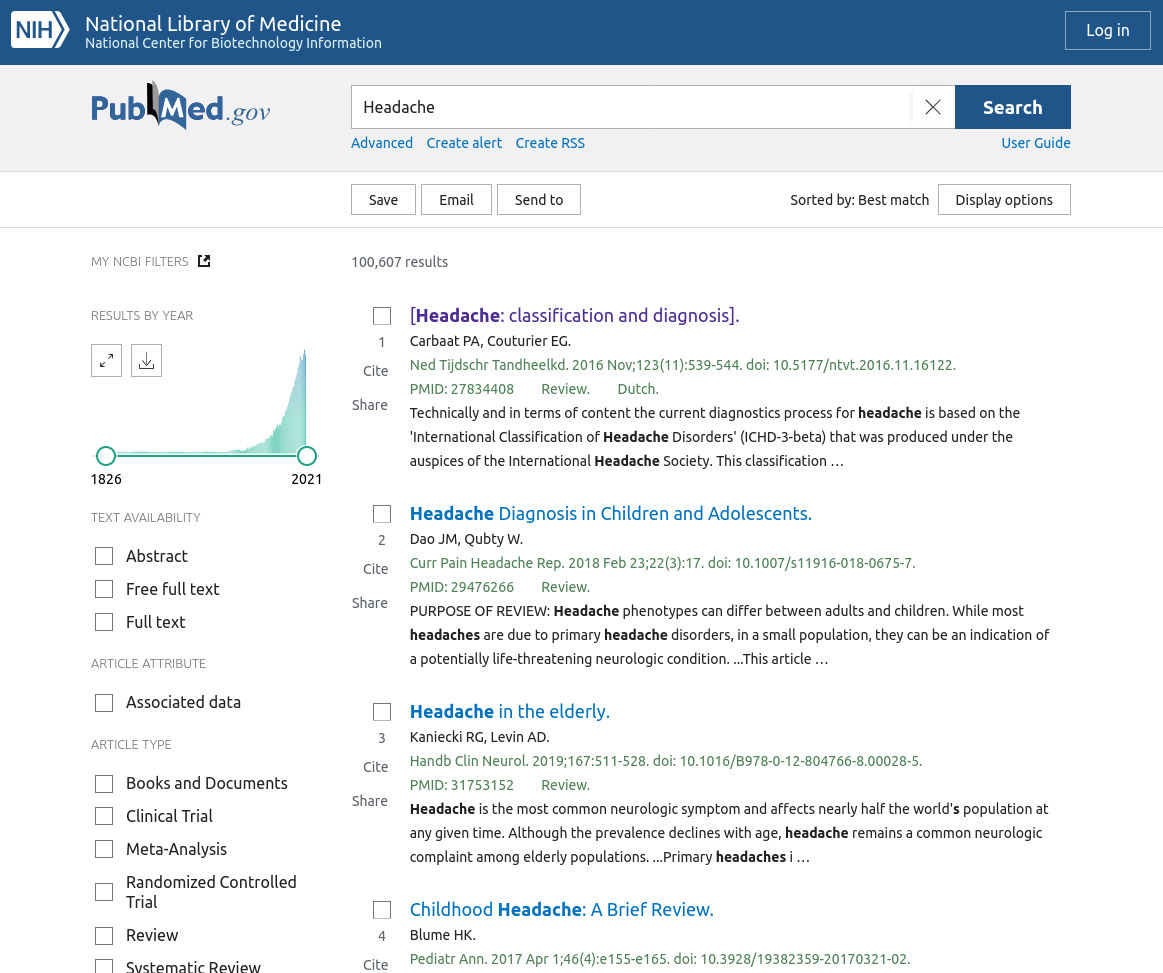 NIH
National Library of Medicine
National Center for Biotechnology Information
Log in
PubMed.gov
Headache
Search
Advanced Create alert Create RSS
User Guide
Save Email Send to
Sorted by: Best match Display options
MY NCBI FILTERS
100,607 results
RESULTS BY YEAR
1826 2021
TEXT AVAILABILITY
Abstract
Free full text
Full text
ARTICLE ATTRIBUTE
Associated data
ARTICLE TYPE
Books and Documents
Clinical Trial
Meta-Analysis
Randomized Controlled
Trial
Review
Systematic Review
[Headache: classification and diagnosis].
1
Cite
Share
Carbaat PA, Couturier EG.
Ned Tijdschr Tandheelkd. 2016 Nov;123(11):539-544. doi: 10.5177/ntvt.2016.11.16122.
PMID: 27834408 Review. Dutch.
Technically and in terms of content the current diagnostics process for headache is based on the
'International Classification of Headache Disorders' (ICHD-3-beta) that was produced under the
auspices of the International Headache Society. This classification …
Headache Diagnosis in Children and Adolescents.
2
Cite
Share
Dao JM, Qubty W.
Curr Pain Headache Rep. 2018 Feb 23;22(3):17. doi: 10.1007/s11916-018-0675-7.
PMID: 29476266 Review.
PURPOSE OF REVIEW: Headache phenotypes can differ between adults and children. While most
headaches are due to primary headache disorders, in a small population, they can be an indication of
a potentially life-threatening neurologic condition. ...This article …
Headache in the elderly.
3
Cite
Share
Kaniecki RG, Levin AD.
Handb Clin Neurol. 2019;167:511-528. doi: 10.1016/B978-0-12-804766-8.00028-5.
PMID: 31753152 Review.
Headache is the most common neurologic symptom and affects nearly half the world's population at
any given time. Although the prevalence declines with age, headache remains a common neurologic
complaint among elderly populations. ...Primary headaches i …
Childhood Headache: A Brief Review.
4
Cite
Blume HK.
Pediatr Ann. 2017 Apr 1;46(4):e155-e165. doi: 10.3928/19382359-20170321-02.